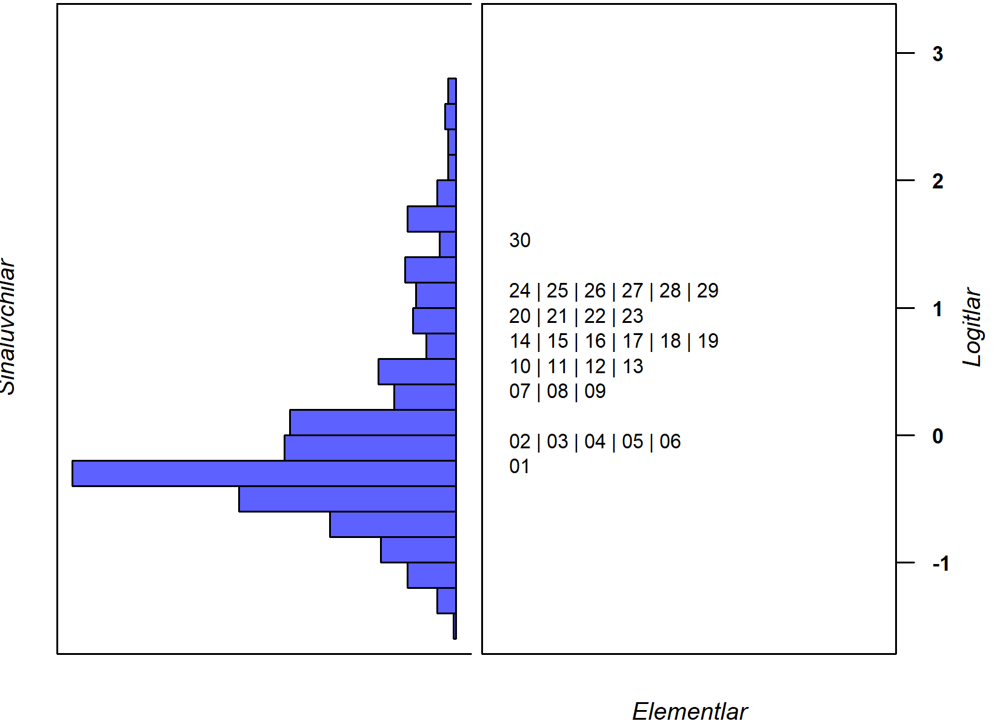 Sinaluvchilar
30
24 | 25 | 26 | 27 | 28 | 29
20 | 21 | 22 | 23
14 | 15 | 16 | 17 | 18 | 19
10 | 11 | 12 | 13
07 | 08 | 09
02 | 03 | 04 | 05 | 06
01
3
2
1
0
-1
Logitlar
Elementlar